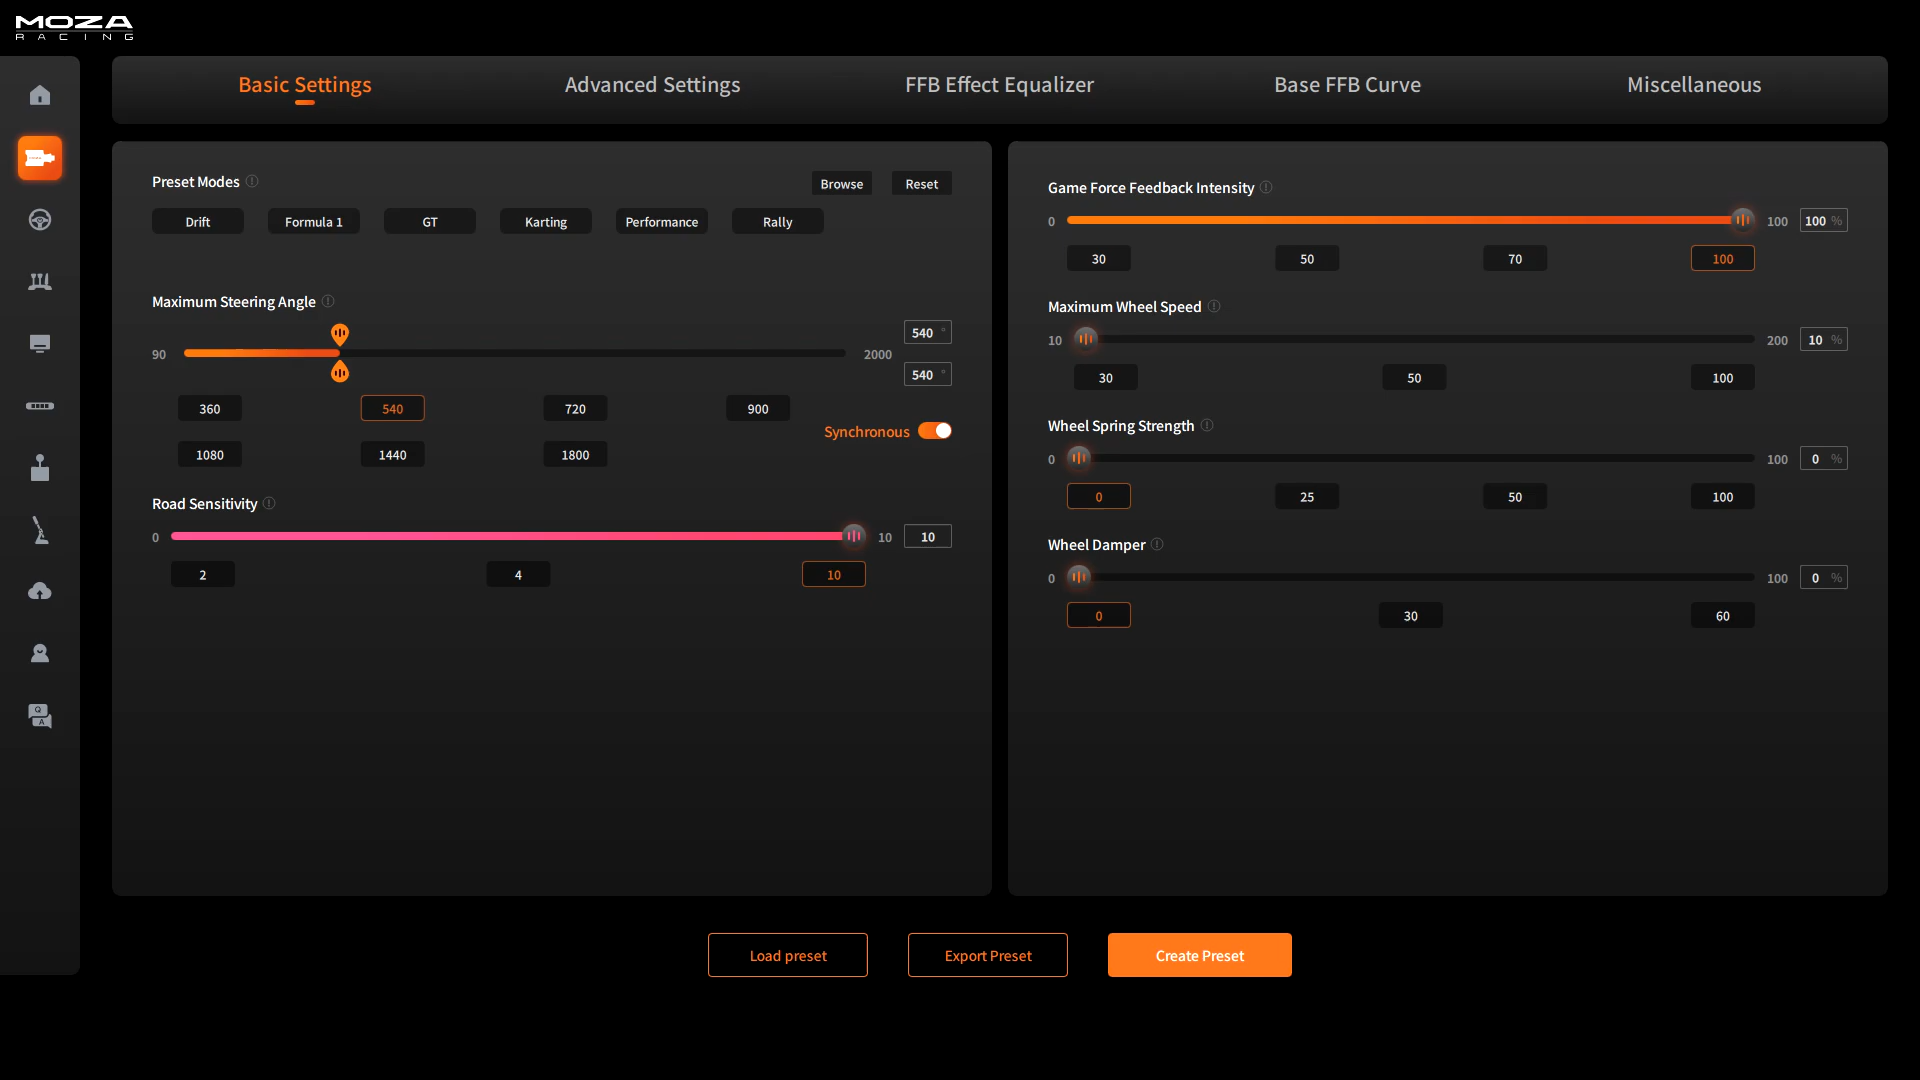 MOZA
RACING
Basic Settings
Advanced Settings
FFB Effect Equalizer
Base FFB Curve
Miscellaneous
Preset Modes
Browse
Reset
Drift
Formula 1
GT
Karting
Performance
Rally
Maximum Steering Angle
90
2000
540 °
540 °
360
540
720
900
Synchronous
1080
1440
1800
Road Sensitivity
0
10
10
2
4
10
Game Force Feedback Intensity
0
100
100 %
30
50
70
100
Maximum Wheel Speed
10
200
10 %
30
50
100
Wheel Spring Strength
0
100
0 %
0
25
50
100
Wheel Damper
0
100
0 %
0
30
60
Q
A
Load preset
Export Preset
Create Preset